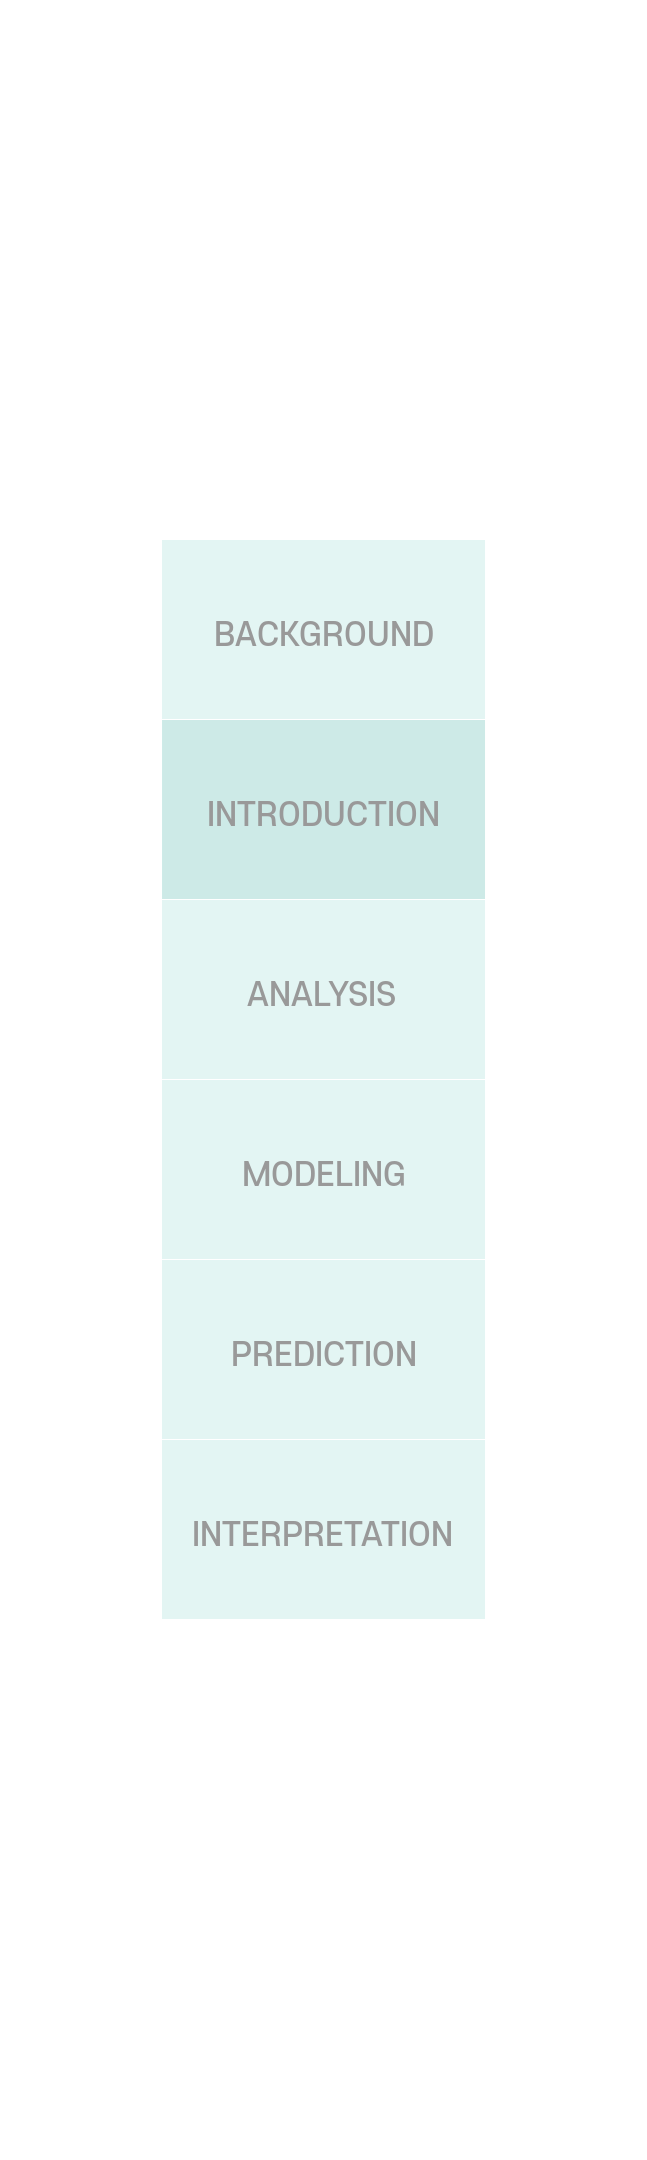 BACKGROUND
INTRODUCTION
ANALYSIS
MODELING
PREDICTION
INTERPRETATION